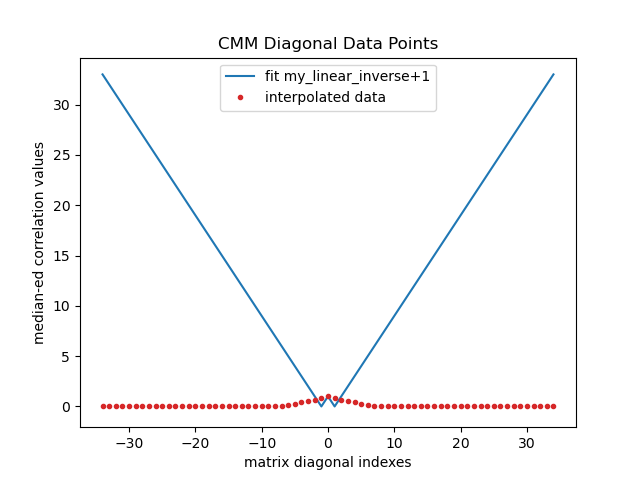 CMM Diagonal Data Points
fit my_linear_inverse+1
interpolated data
median-ed correlation values
30
25
20
15
10
5
0
−30
−20
−10
0
10
20
30
matrix diagonal indexes